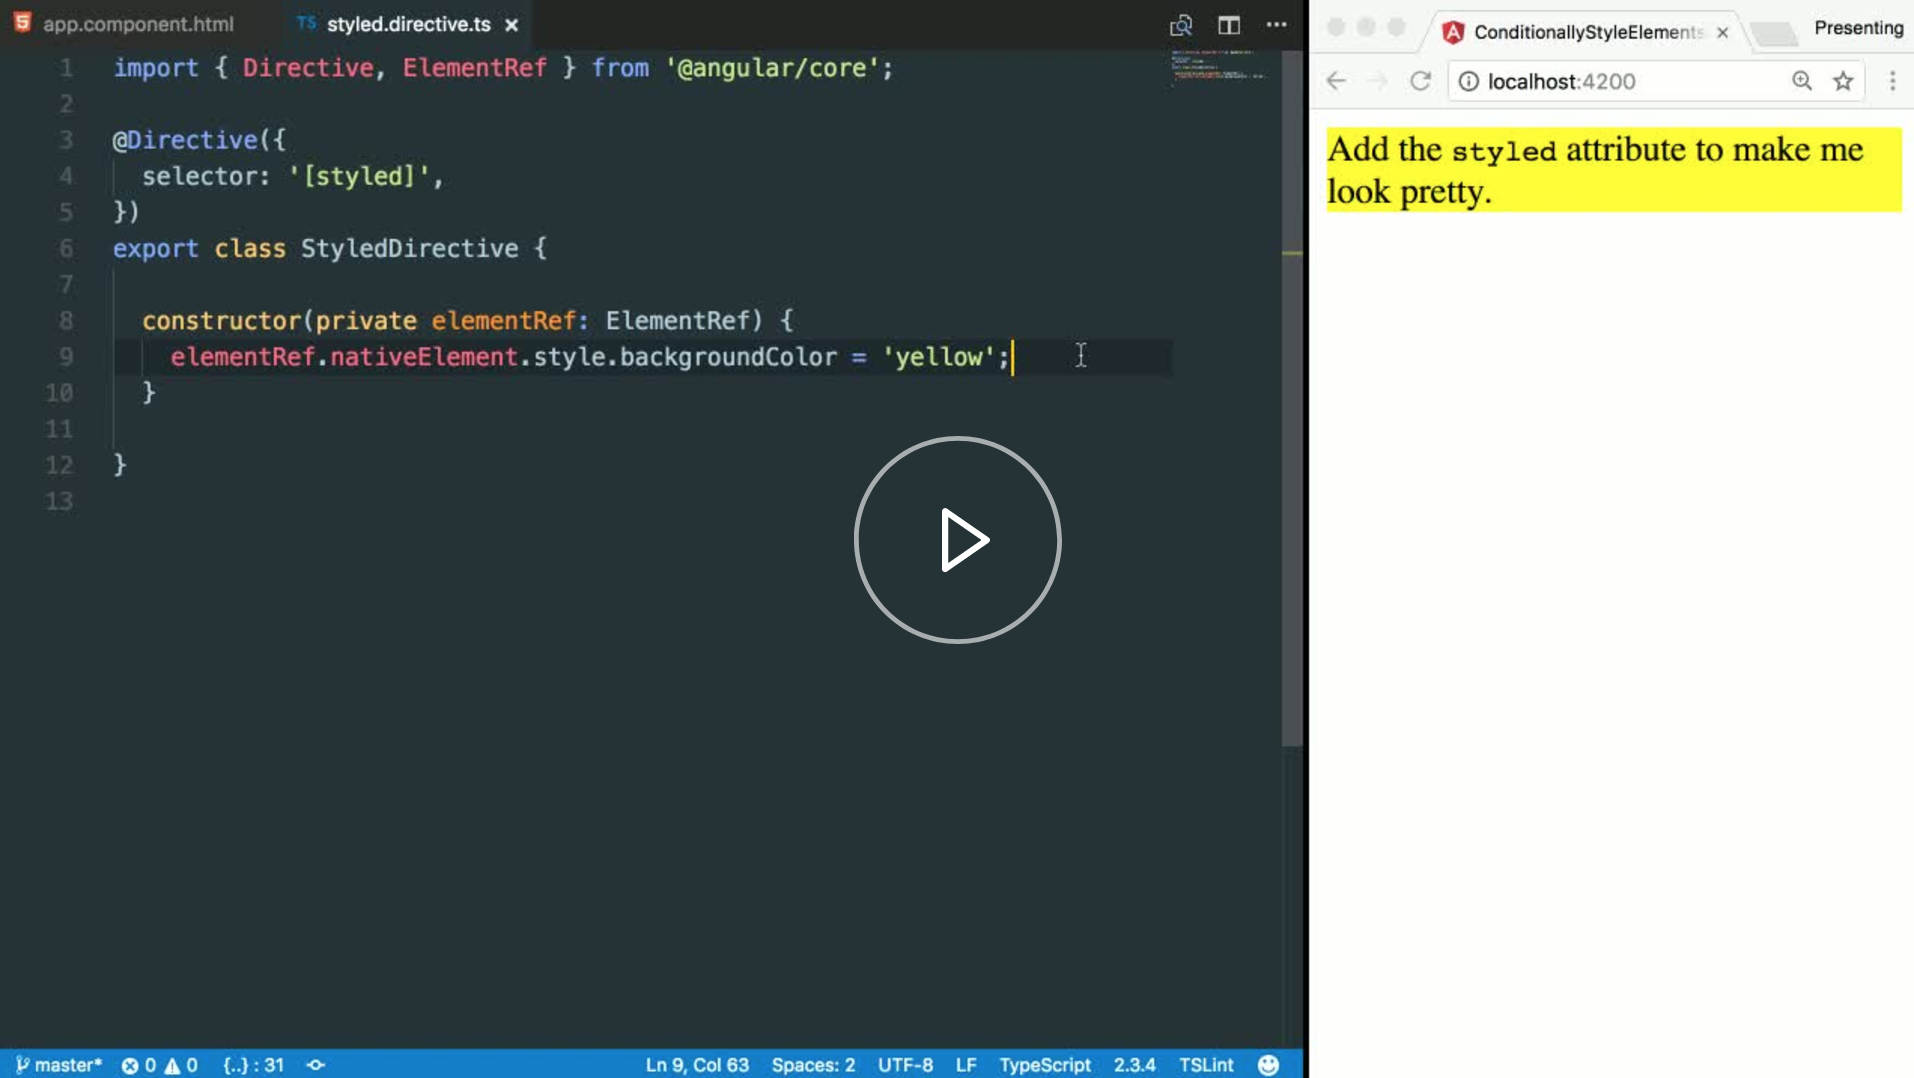 app.component.html
TS styled.directive.ts ×
1 import { Directive, ElementRef } from '@angular/core';
2
3 @Directive({
4 selector: '[styled]',
5 })
6 export class StyledDirective {
7
8 constructor(private elementRef: ElementRef) {
9 elementRef.nativeElement.style.backgroundColor = 'yellow';
10 }
11
12 }
13
master* 0 0 {..} : 31 Ln 9, Col 63 Spaces: 2 UTF-8 LF TypeScript 2.3.4 TSLint
ConditionallyStyleElements × Presenting
localhost:4200
Add the styled attribute to make me
look pretty.